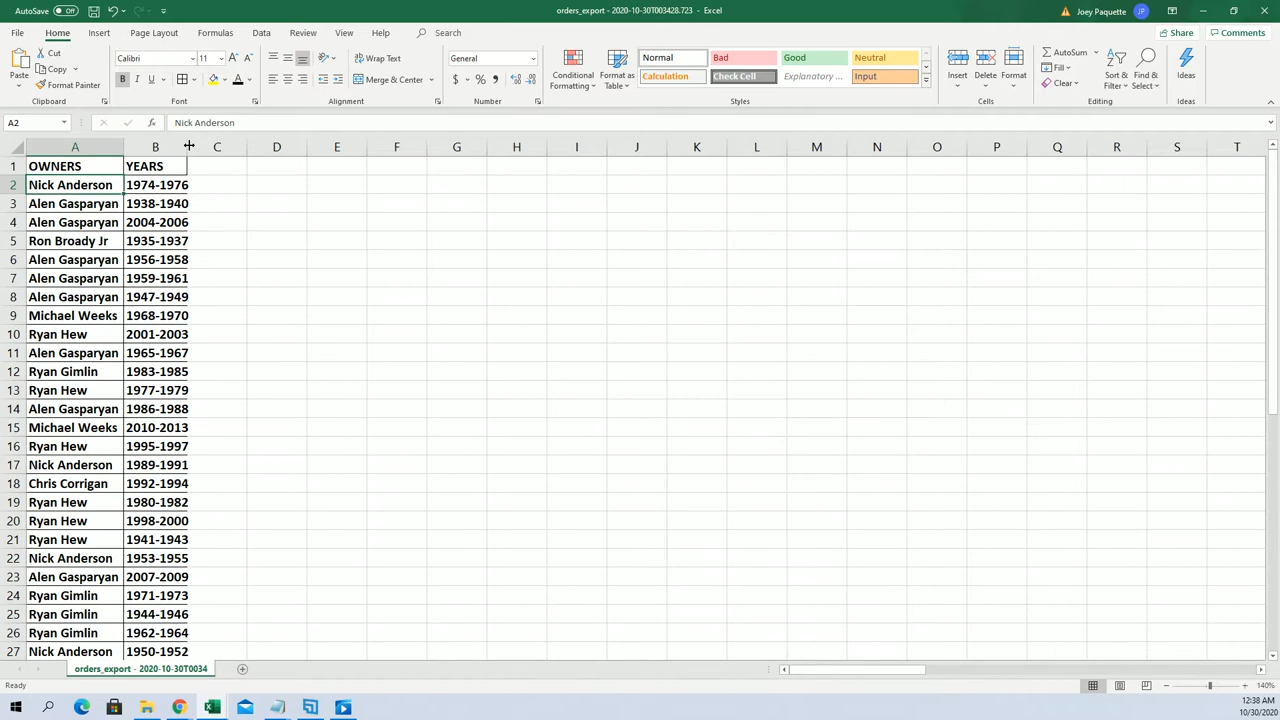 AutoSave Off orders_export - 2020-10-30T003428.723 - Excel Joey Paquette JP
File Home Insert Page Layout Formulas Data Review View Help Search Share Comments
Paste Cut Copy Format Painter Clipboard
Calibri 11 B I U A Font
Wrap Text Merge & Center Alignment
General $ % Number
Conditional Formatting Format as Table
Normal Bad Good Neutral
Calculation Check Cell Explanatory ... Input
Styles
Insert Delete Format Cells
AutoSum Fill Clear Sort & Filter Find & Select Editing
Ideas Ideas
A2 fx Nick Anderson
A B C D E F G H I J K L M N O P Q R S T
1 OWNERS YEARS
2 Nick Anderson 1974-1976
3 Alen Gasparyan 1938-1940
4 Alen Gasparyan 2004-2006
5 Ron Broady Jr 1935-1937
6 Alen Gasparyan 1956-1958
7 Alen Gasparyan 1959-1961
8 Alen Gasparyan 1947-1949
9 Michael Weeks 1968-1970
10 Ryan Hew 2001-2003
11 Alen Gasparyan 1965-1967
12 Ryan Gimlin 1983-1985
13 Ryan Hew 1977-1979
14 Alen Gasparyan 1986-1988
15 Michael Weeks 2010-2013
16 Ryan Hew 1995-1997
17 Nick Anderson 1989-1991
18 Chris Corrigan 1992-1994
19 Ryan Hew 1980-1982
20 Ryan Hew 1998-2000
21 Ryan Hew 1941-1943
22 Nick Anderson 1953-1955
23 Alen Gasparyan 2007-2009
24 Ryan Gimlin 1971-1973
25 Ryan Gimlin 1944-1946
26 Ryan Gimlin 1962-1964
27 Nick Anderson 1950-1952
orders_export - 2020-10-30T0034
Ready 140%
12:38 AM
10/30/2020